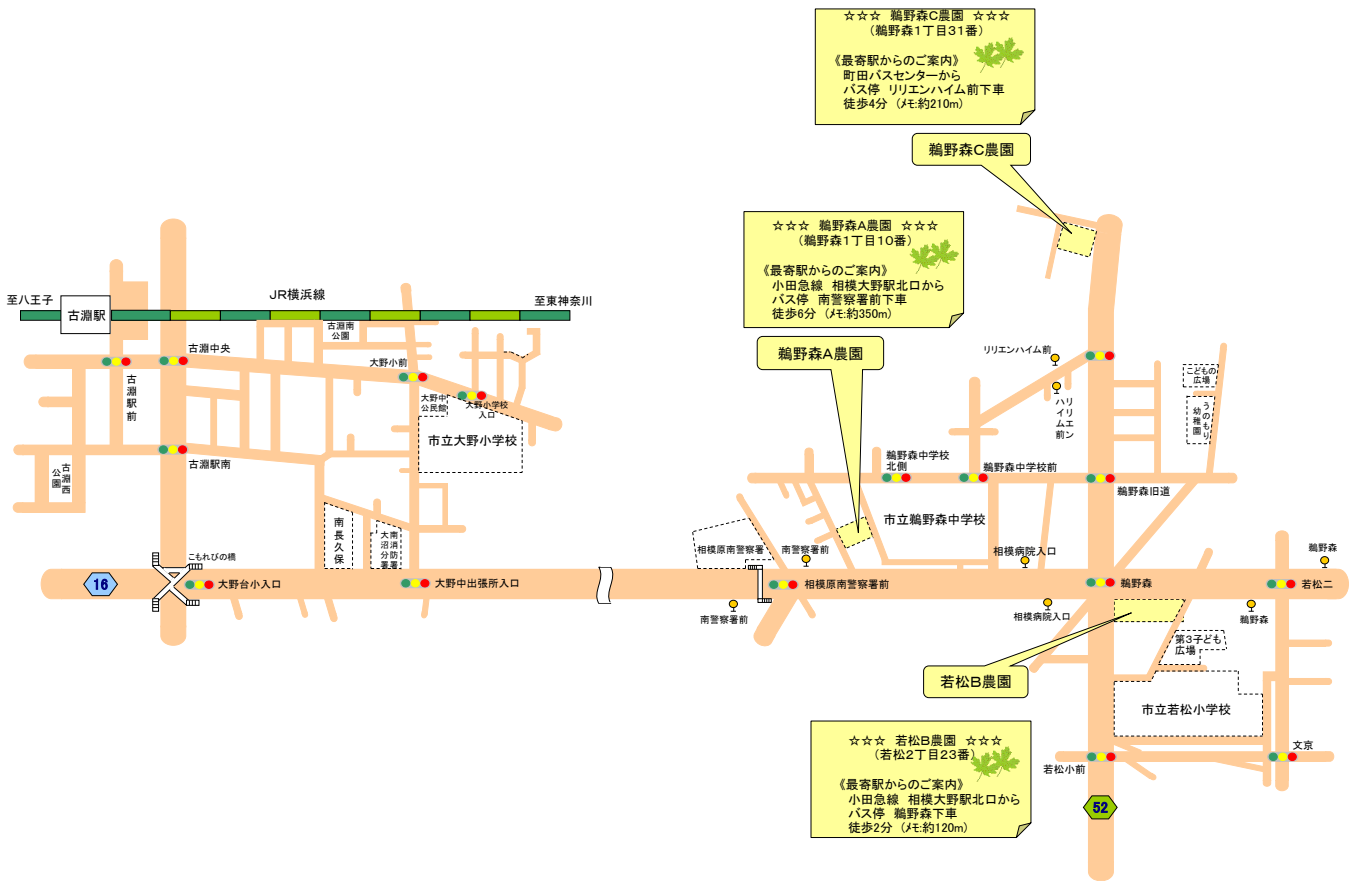 ☆☆☆ 鵜野森C農園 ☆☆☆
(鵜野森1丁目31番)
《最寄駅からのご案内》
町田バスセンターから
バス停 リリエンハイム前下車
徒歩4分 (メモ:約210m)
鵜野森C農園
☆☆☆ 鵜野森A農園 ☆☆☆
(鵜野森1丁目10番)
《最寄駅からのご案内》
小田急線 相模大野駅北口から
バス停 南警察署前下車
徒歩6分 (メモ:約350m)
鵜野森A農園
至八王子
古淵駅
JR横浜線
至東神奈川
古淵南
公園
古淵中央
古淵駅前
大野小前
大野中
公民館
大野小学校
入口
市立大野小学校
古淵駅南
古淵西
公園
南長久保
南消防署
大沼分署
こもれびの橋
16
大野台小入口
大野中出張所入口
リリエンハイム前
リリエン
ハイム前
こどもの
広場
うのもり
幼稚園
鵜野森中学校
北側
鵜野森中学校前
鵜野森旧道
市立鵜野森中学校
相模原南警察署
南警察署前
相模原南警察署前
南警察署前
相模病院入口
相模病院入口
鵜野森
鵜野森
若松二
鵜野森
第3子ども
広場
若松B農園
市立若松小学校
若松小前
文京
52
☆☆☆ 若松B農園 ☆☆☆
(若松2丁目23番)
《最寄駅からのご案内》
小田急線 相模大野駅北口から
バス停 鵜野森下車
徒歩2分 (メモ:約120m)